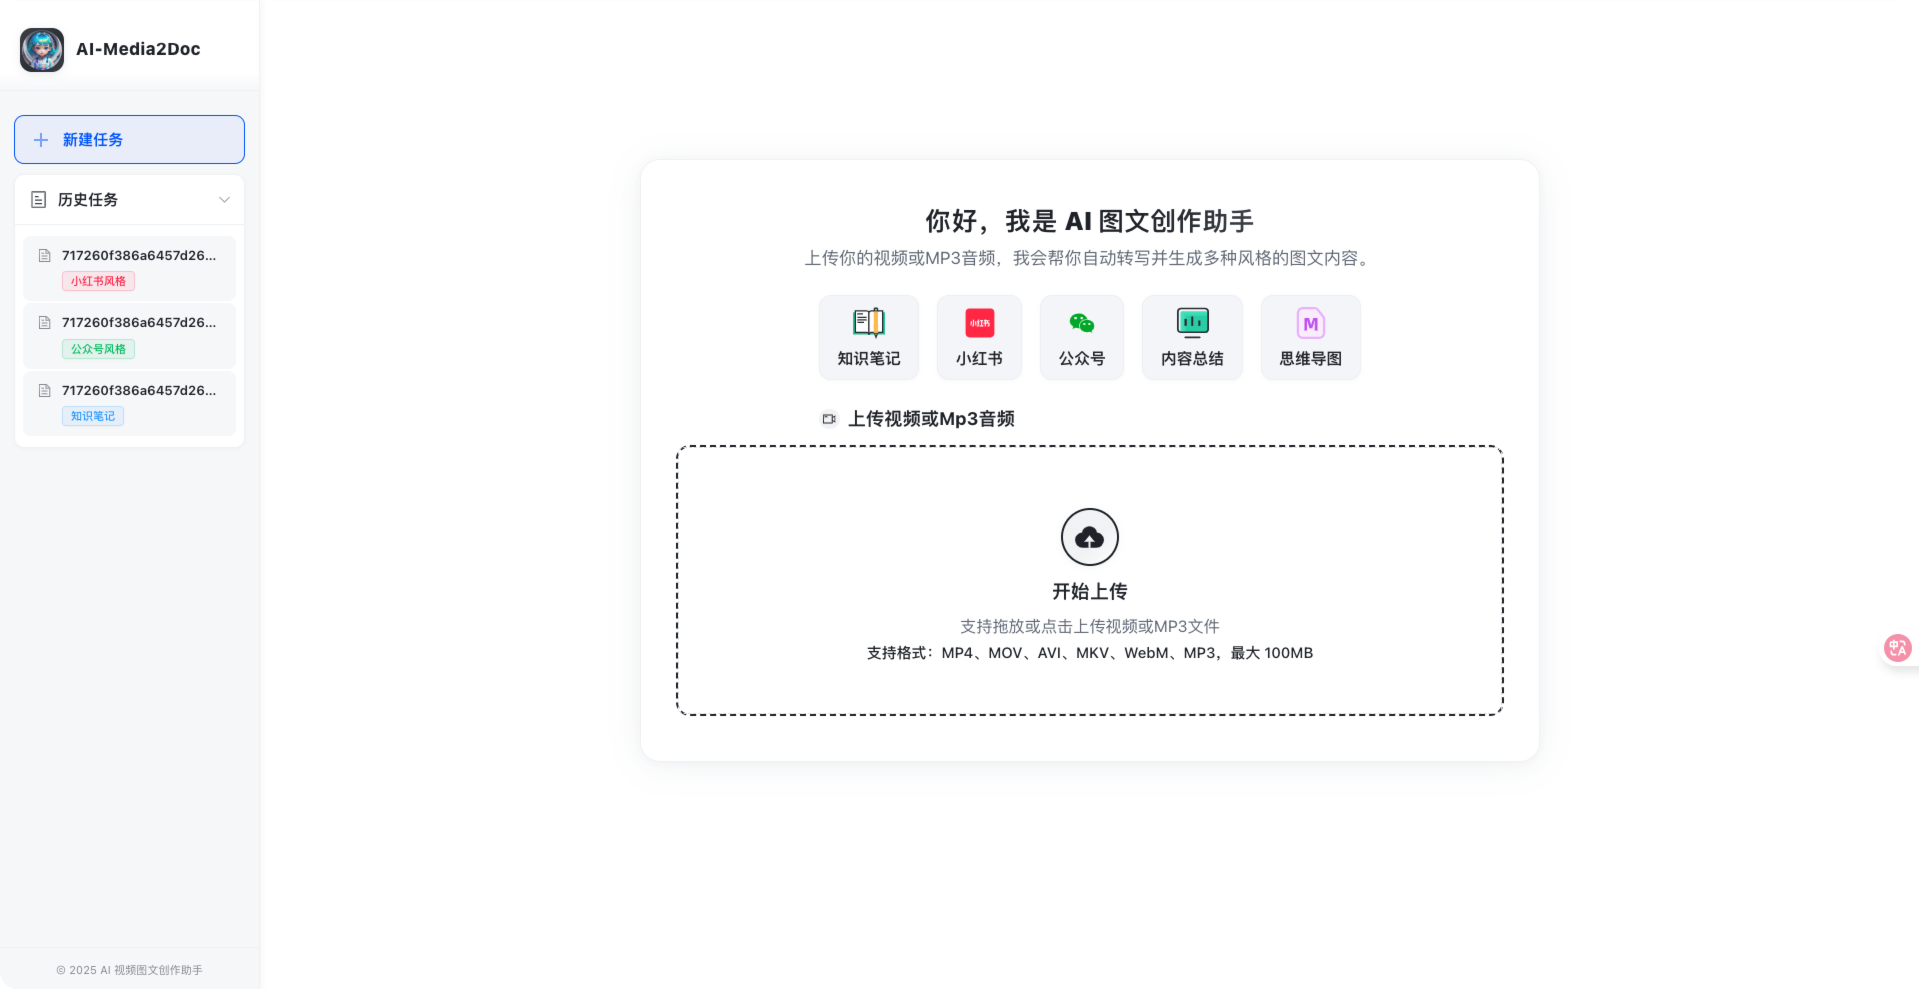 AI-Media2Doc
新建任务
历史任务
717260f386a6457d26...
小红书风格
717260f386a6457d26...
公众号风格
717260f386a6457d26...
知识笔记
© 2025 AI 视频图文创作助手
你好，我是 AI 图文创作助手
上传你的视频或MP3音频，我会帮你自动转写并生成多种风格的图文内容。
小红书
M
知识笔记 小红书 公众号 内容总结 思维导图
上传视频或Mp3音频
开始上传
支持拖放或点击上传视频或MP3文件
支持格式：MP4、MOV、AVI、MKV、WebM、MP3，最大 100MB
中A